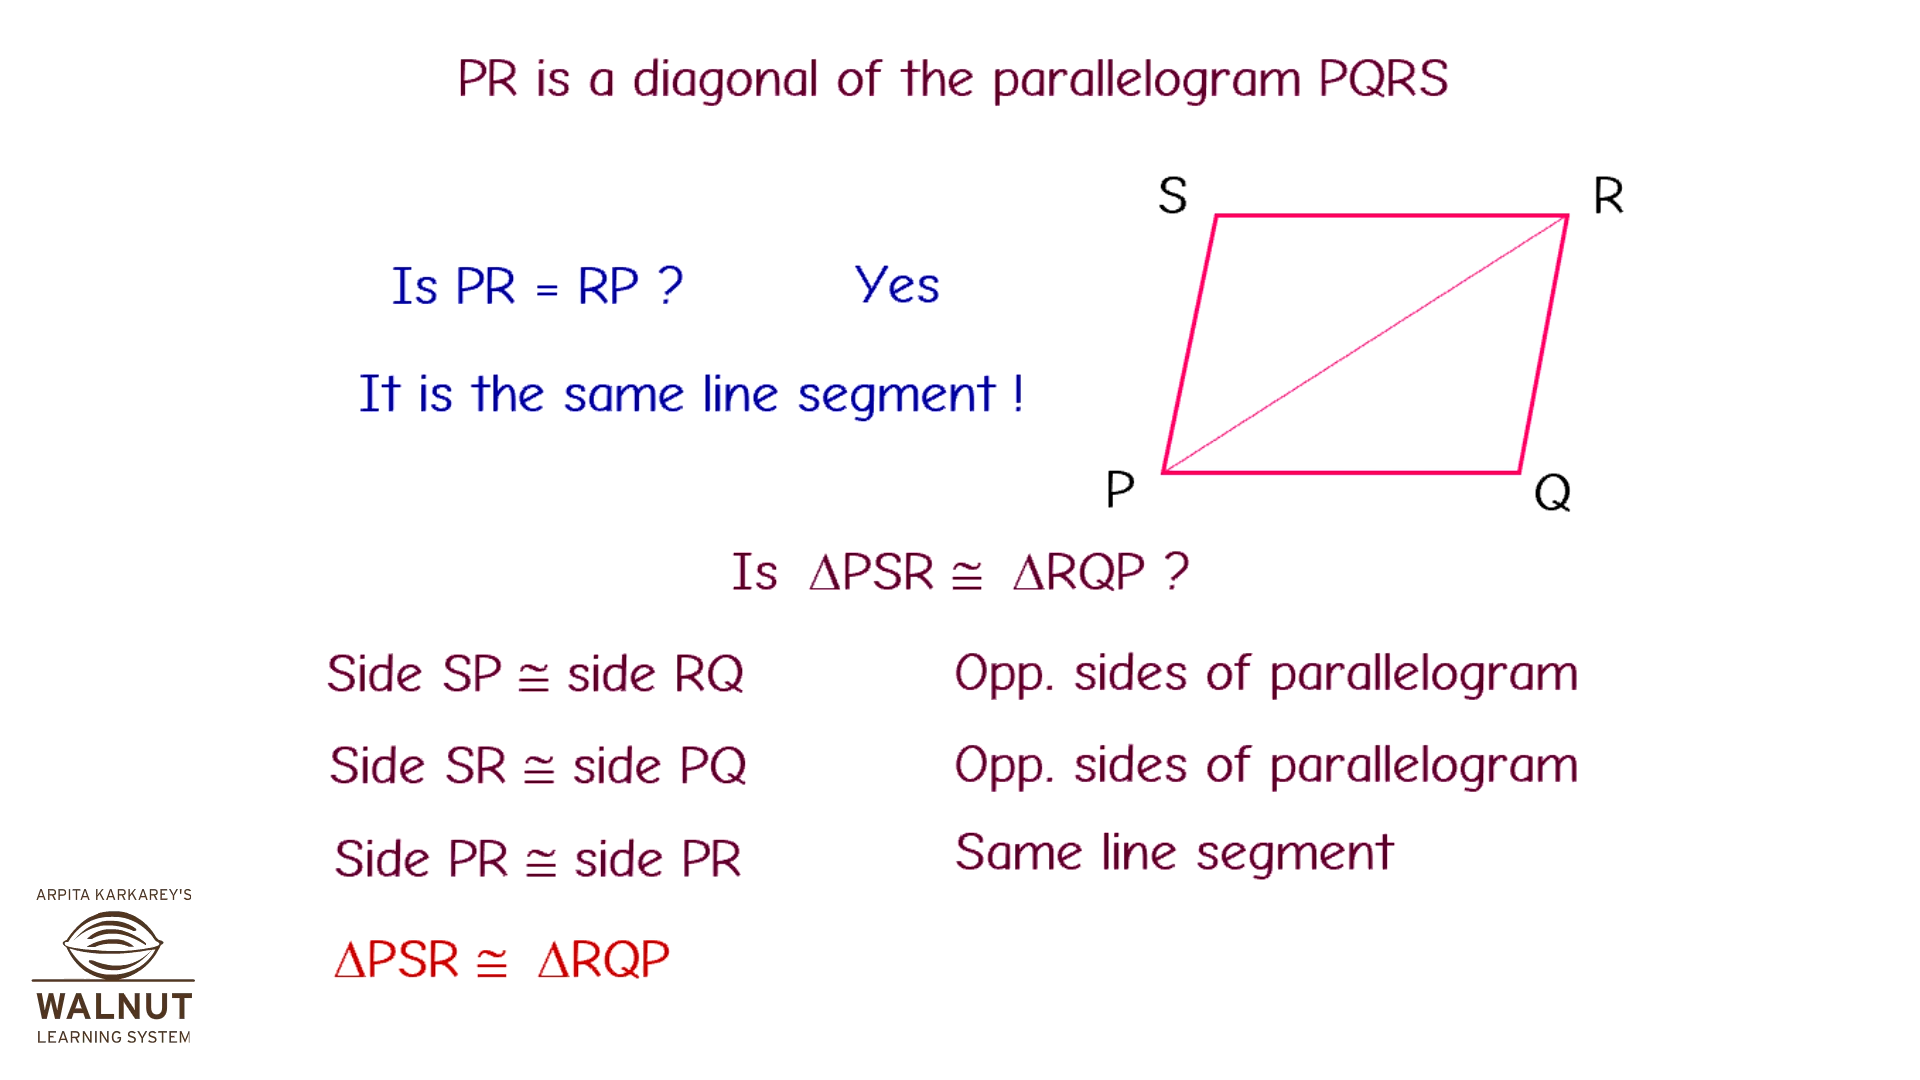 PR is a diagonal of the parallelogram PQRS
S
R
Is PR = RP ? Yes
It is the same line segment !
P
Q
Is ΔPSR ≅ ΔRQP ?
Side SP ≅ side RQ Opp. sides of parallelogram
Side SR ≅ side PQ Opp. sides of parallelogram
Side PR ≅ side PR Same line segment
ΔPSR ≅ ΔRQP
ARPITA KARKAREY'S
WALNUT
LEARNING SYSTEM